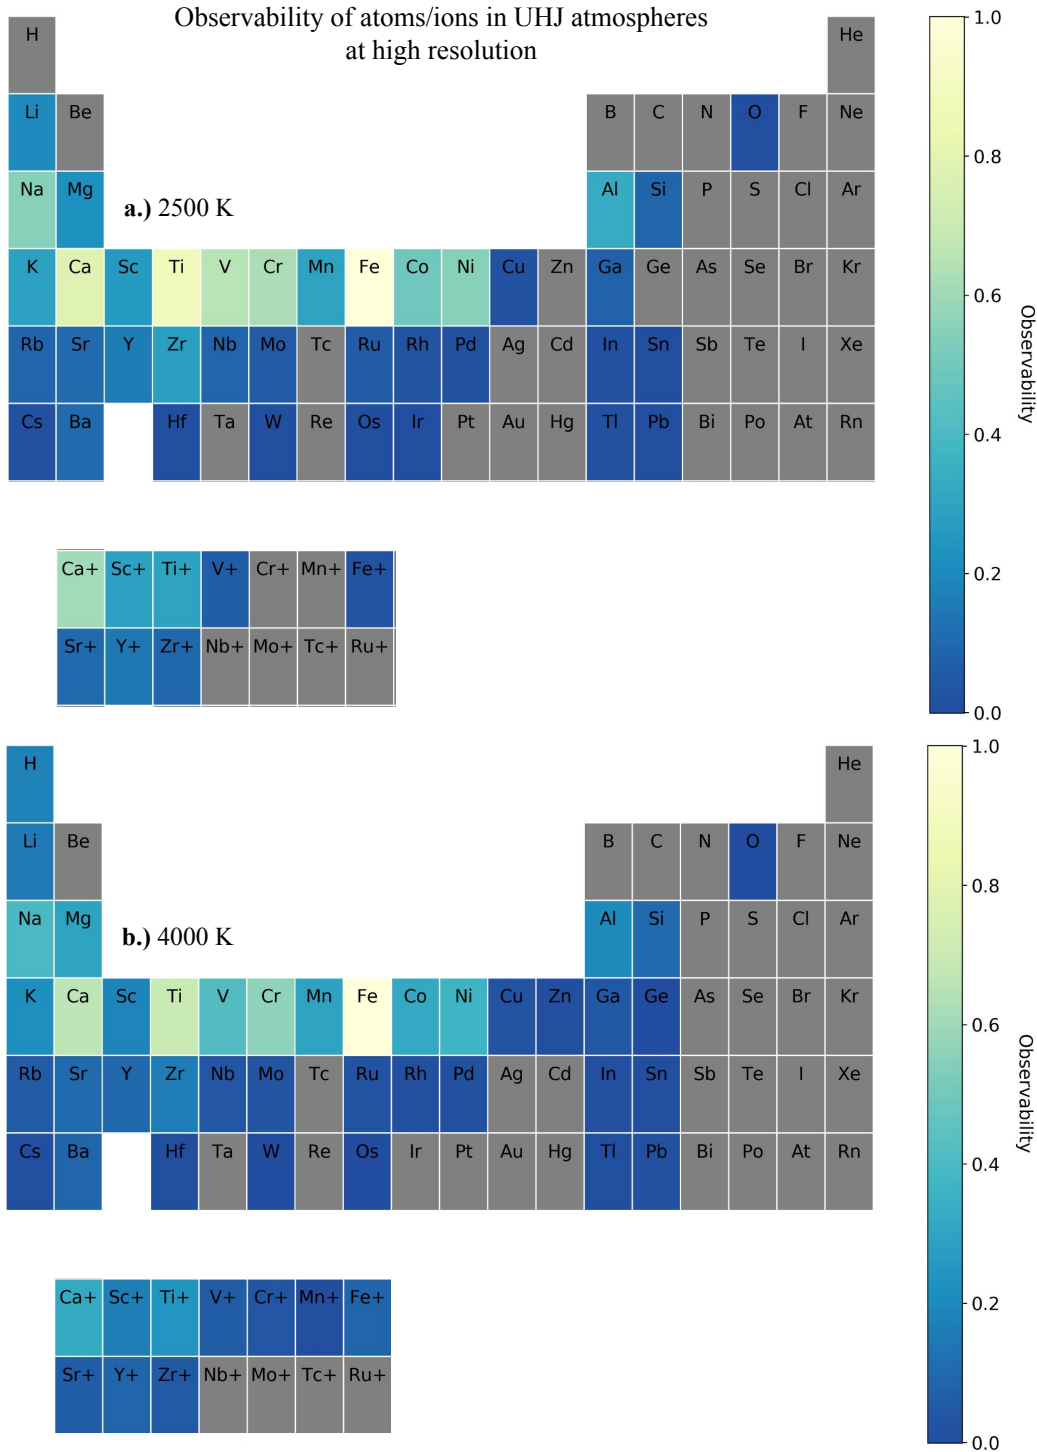 Observability of atoms/ions in UHJ atmospheres
at high resolution
H He
Li Be B C N O F Ne
Na Mg Al Si P S Cl Ar
a.) 2500 K
K Ca Sc Ti V Cr Mn Fe Co Ni Cu Zn Ga Ge As Se Br Kr
Rb Sr Y Zr Nb Mo Tc Ru Rh Pd Ag Cd In Sn Sb Te I Xe
Cs Ba Hf Ta W Re Os Ir Pt Au Hg Tl Pb Bi Po At Rn
Ca+ Sc+ Ti+ V+ Cr+ Mn+ Fe+
Sr+ Y+ Zr+ Nb+ Mo+ Tc+ Ru+
1.0
0.8
0.6
0.4
0.2
0.0
Observability
H He
Li Be B C N O F Ne
Na Mg Al Si P S Cl Ar
b.) 4000 K
K Ca Sc Ti V Cr Mn Fe Co Ni Cu Zn Ga Ge As Se Br Kr
Rb Sr Y Zr Nb Mo Tc Ru Rh Pd Ag Cd In Sn Sb Te I Xe
Cs Ba Hf Ta W Re Os Ir Pt Au Hg Tl Pb Bi Po At Rn
Ca+ Sc+ Ti+ V+ Cr+ Mn+ Fe+
Sr+ Y+ Zr+ Nb+ Mo+ Tc+ Ru+
1.0
0.8
0.6
0.4
0.2
0.0
Observability